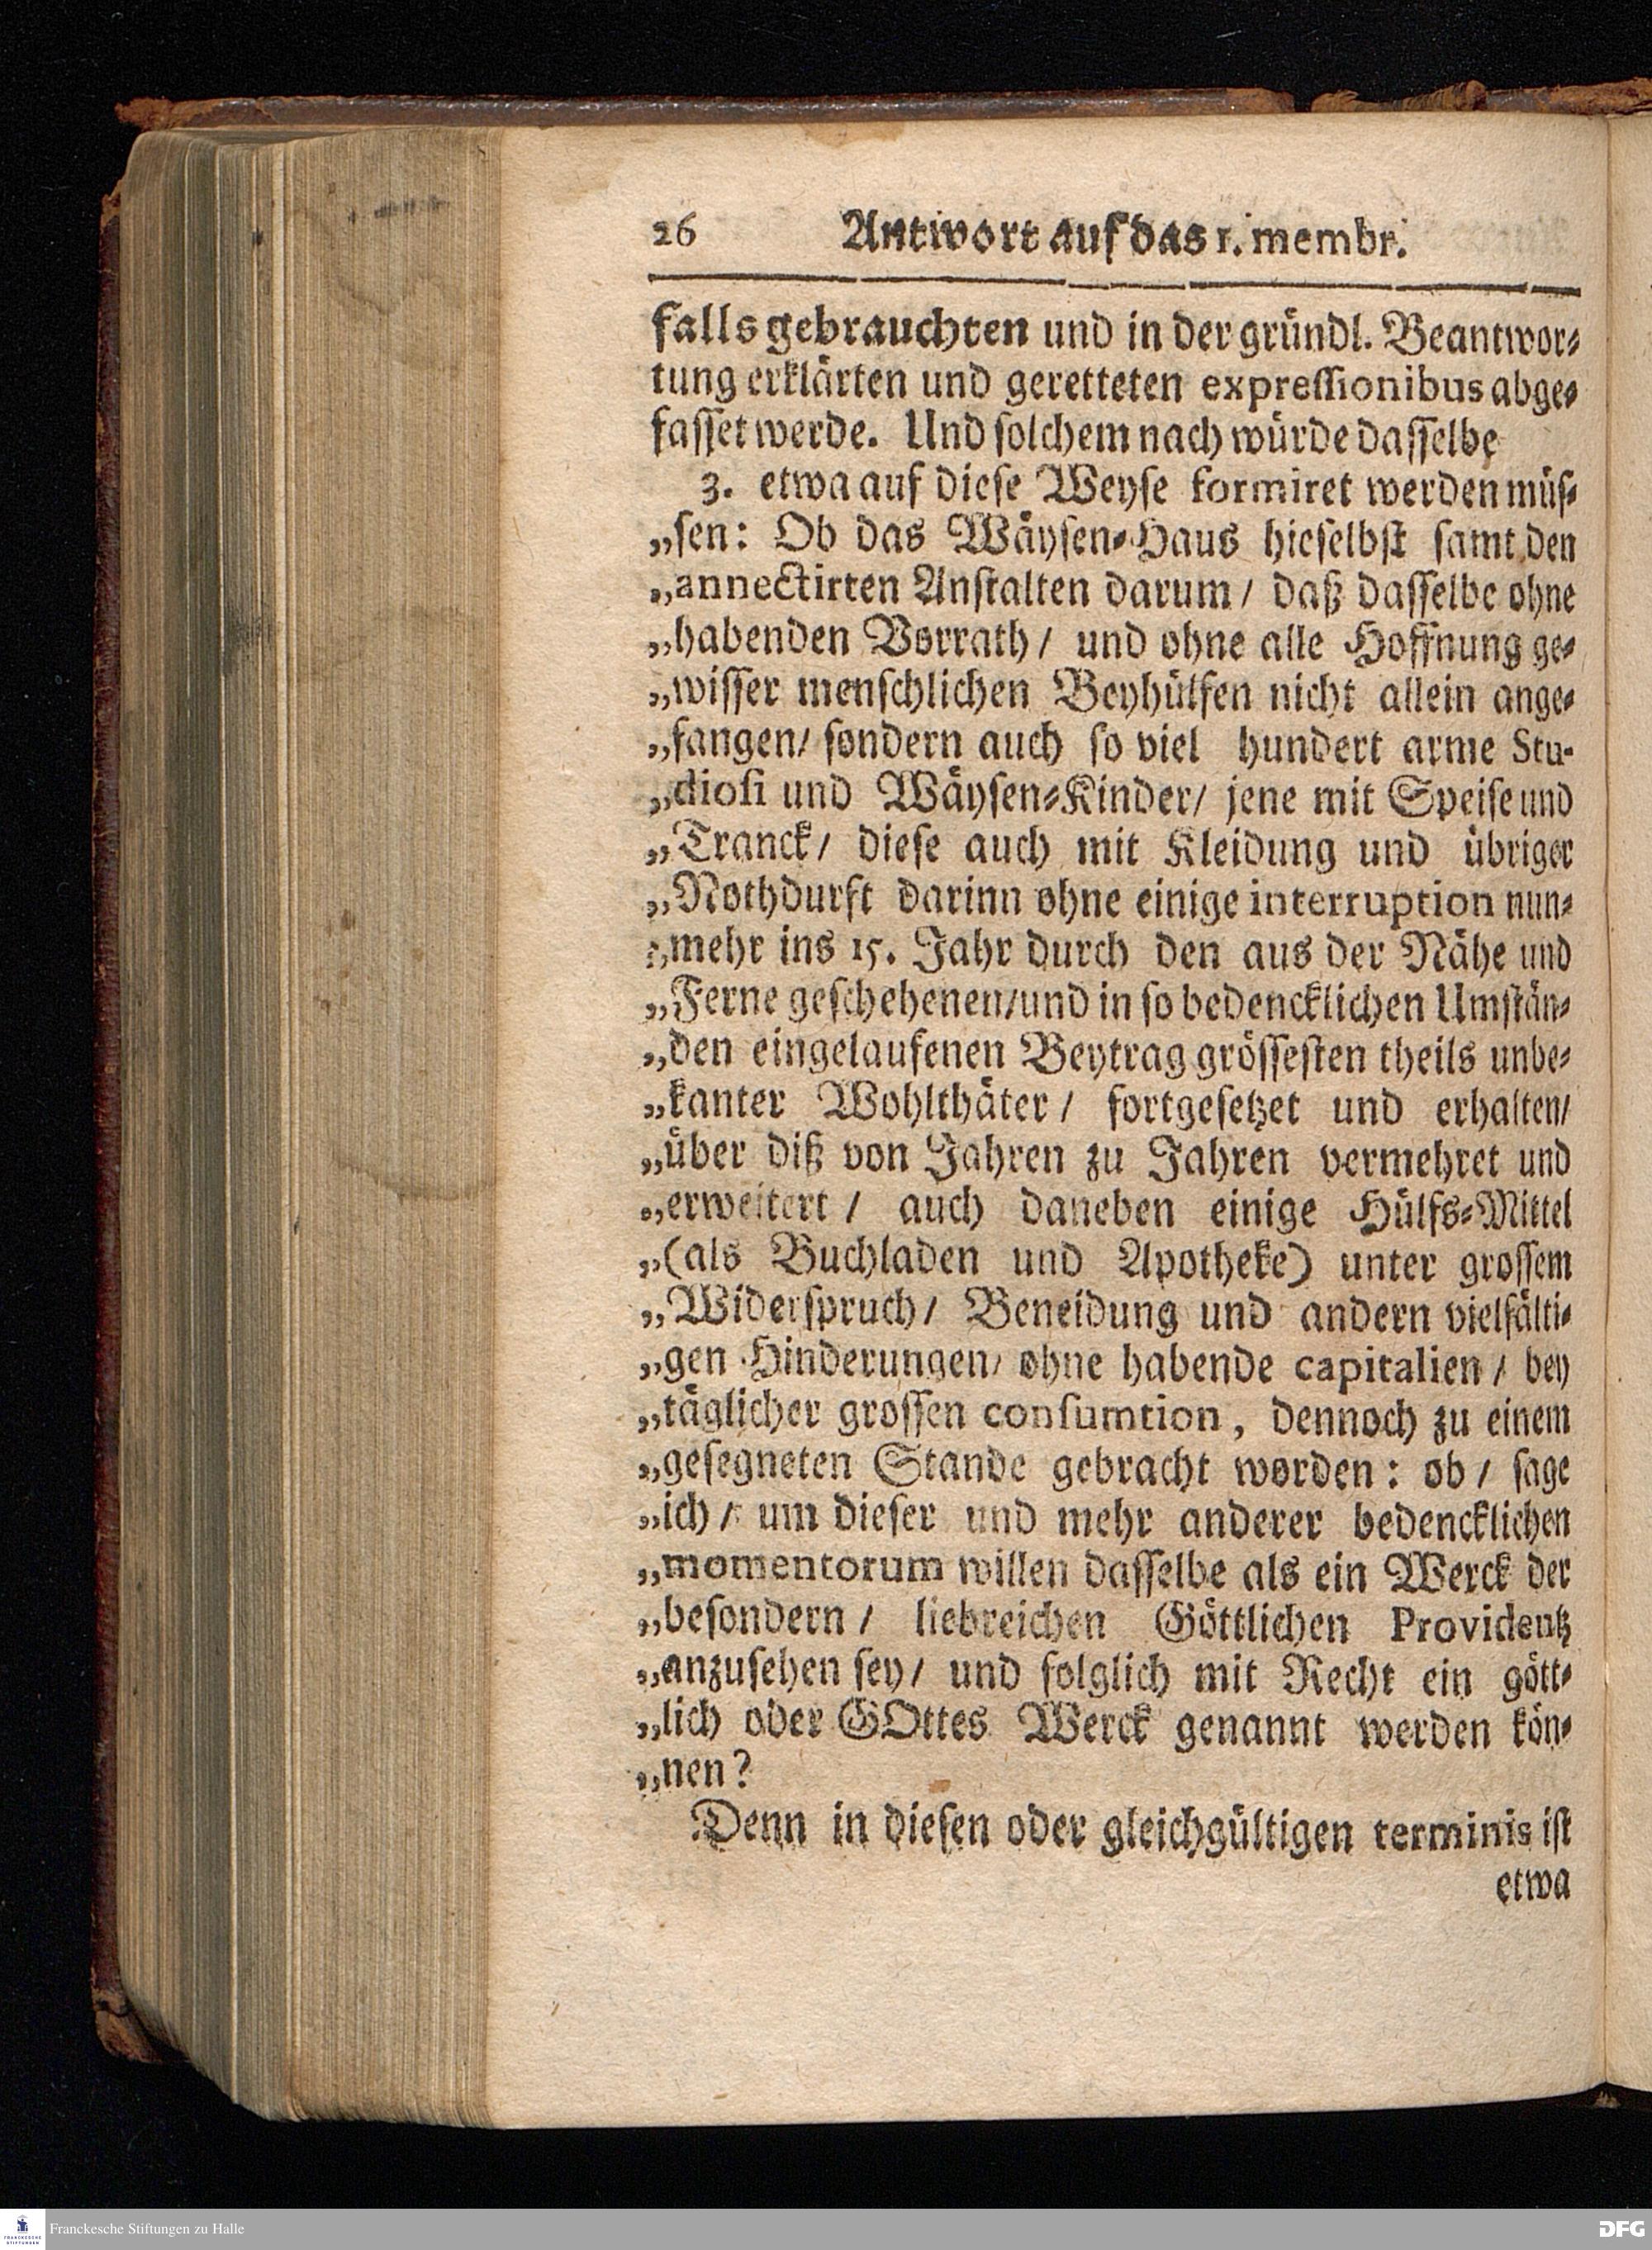 26 Antwort auf das 1. membr.
falls gebrauchten und in der gründl. Beantwor⸗
tung erklärten und geretteten expreſſionibus abge⸗
faſſet werde. Und ſolchem nach würde daſſelbe
3. etwa auf dieſe Weyſe formiret werden müſ⸗
„ſen: Ob das Wäyſen⸗Haus hieſelbſt ſamt den
„annectirten Anſtalten darum / daß daſſelbe ohne
„habenden Vorrath / und ohne alle Hoffnung ge⸗
„wiſſer menſchlichen Beyhülfen nicht allein ange⸗
„fangen / ſondern auch ſo viel hundert arme Stu-
„dioſi und Wäyſen⸗Kinder / jene mit Speiſe und
„Tranck / dieſe auch mit Kleidung und übriger
„Nothdurft darinn ohne einige interruption nun⸗
„mehr ins 15. Jahr durch den aus der Nähe und
„Ferne geſchehenen / und in ſo bedencklichen Umſtän⸗
„den eingelaufenen Beytrag gröſſeſten theils unbe⸗
„kanter Wohlthäter / fortgeſetzet und erhalten /
„über diß von Jahren zu Jahren vermehret und
„erweitert / auch daneben einige Hülfs⸗Mittel
„(als Buchladen und Apotheke) unter groſſem
„Widerſpruch / Beneidung und andern vielfälti⸗
„gen Hinderungen / ohne habende capitalien / bey
„täglicher groſſen conſumtion, dennoch zu einem
„geſegneten Stande gebracht worden: ob / ſage
„ich / um dieſer und mehr anderer bedencklichen
„momentorum willen daſſelbe als ein Werck der
„beſondern / liebreichen Göttlichen Providentz
„anzuſehen ſey / und folglich mit Recht ein gött⸗
„lich oder GOttes Werck genannt werden kön⸗
„nen?
Denn in dieſen oder gleichgültigen terminis iſt
etwa
FRANCKESCHE
STIFTUNGEN
Franckesche Stiftungen zu Halle
DFG